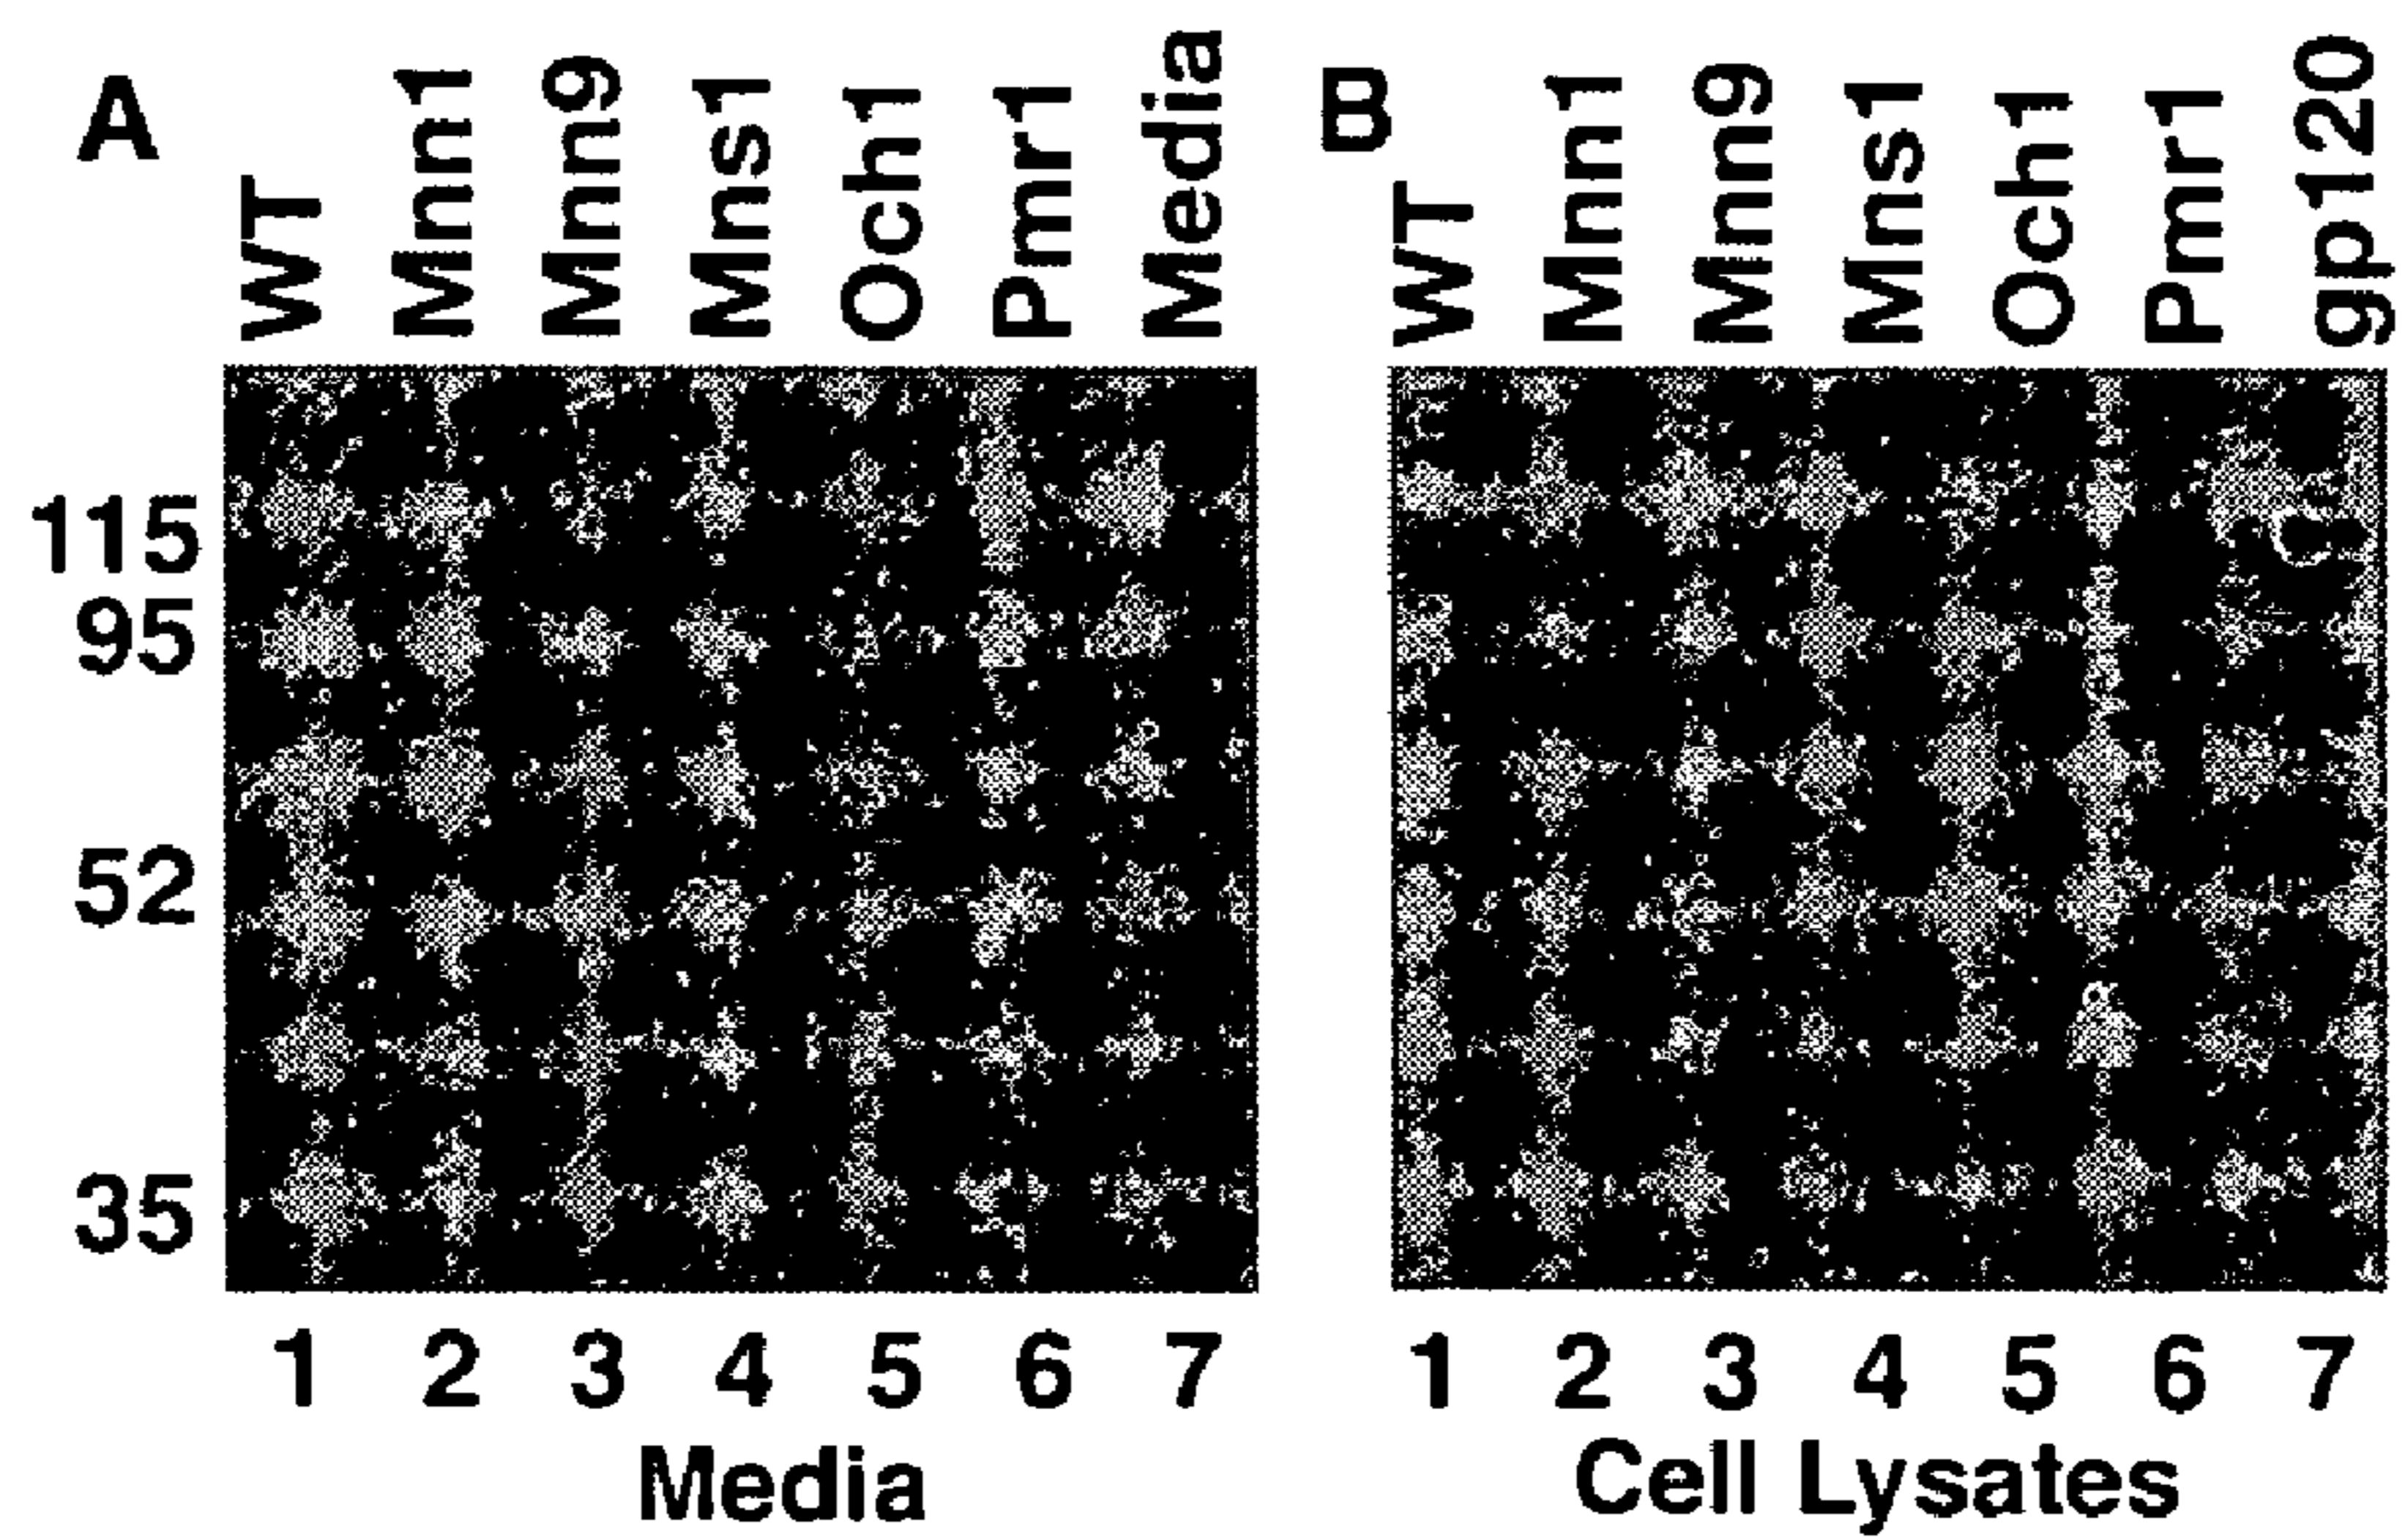 A
WT Mnn1 Mnn9 Mns1 Och1 Pmr1 Media
115
95
52
35
1 2 3 4 5 6 7
Media
B
WT Mnn1 Mnn9 Mns1 Och1 Pmr1 gp120
1 2 3 4 5 6 7
Cell Lysates